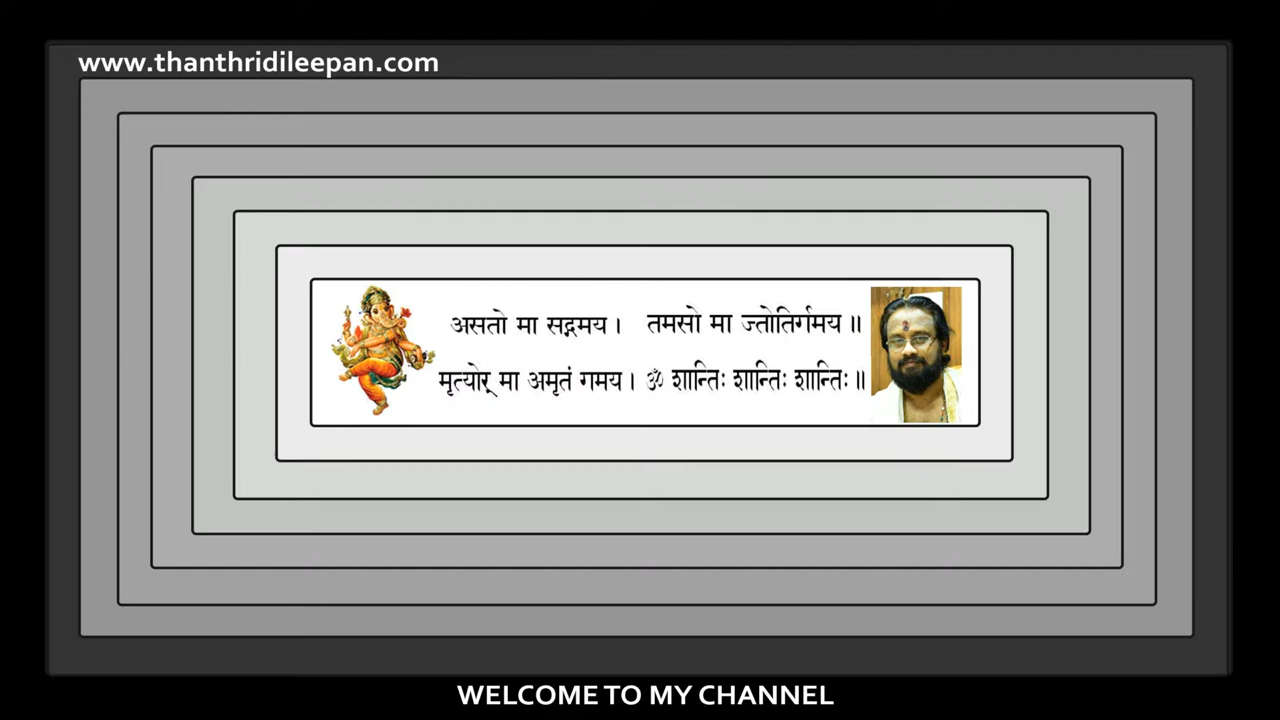 www.thanthridileepan.com
असतो मा सद्गमय। तमसो मा ज्तोतिर्गमय॥
मृत्योर् मा अमृतं गमय। ॐ शान्तिः शान्तिः शान्तिः॥
WELCOME TO MY CHANNEL